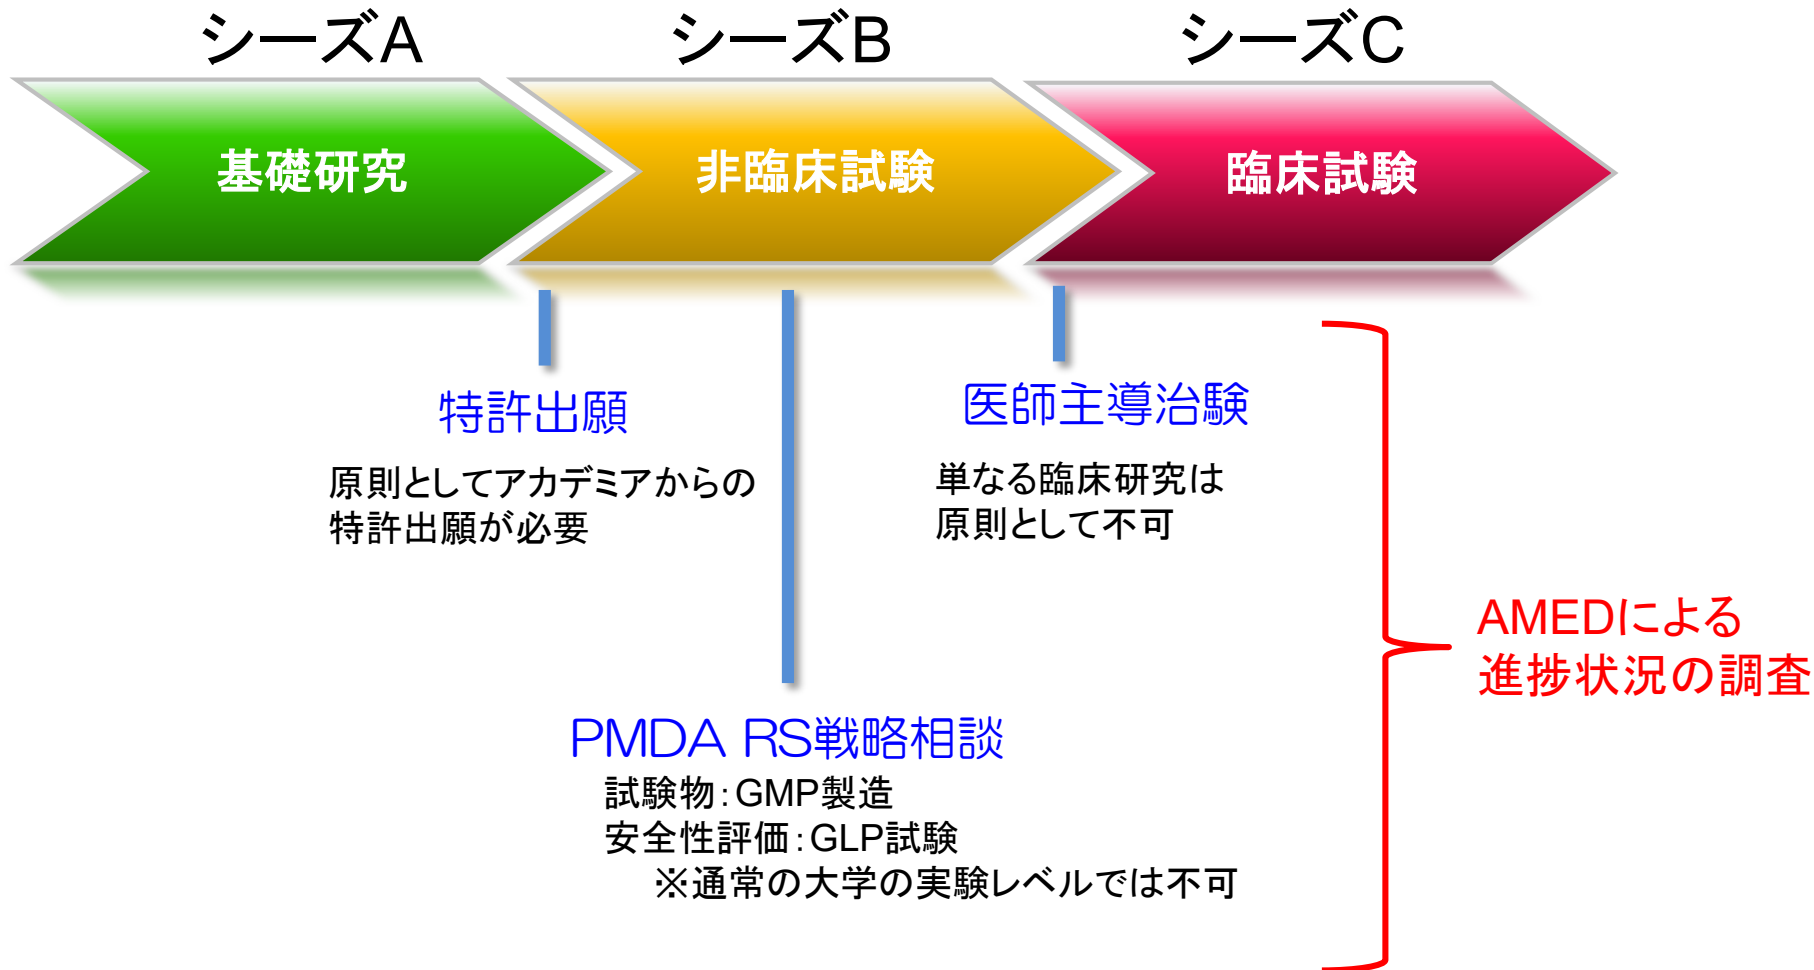 シーズA
シーズB
シーズC
基礎研究
非臨床試験
臨床試験
特許出願
原則としてアカデミアからの
特許出願が必要
医師主導治験
単なる臨床研究は
原則として不可
PMDA RS戦略相談
試験物：GMP製造
安全性評価：GLP試験
※通常の大学の実験レベルでは不可
AMEDによる
進捗状況の調査